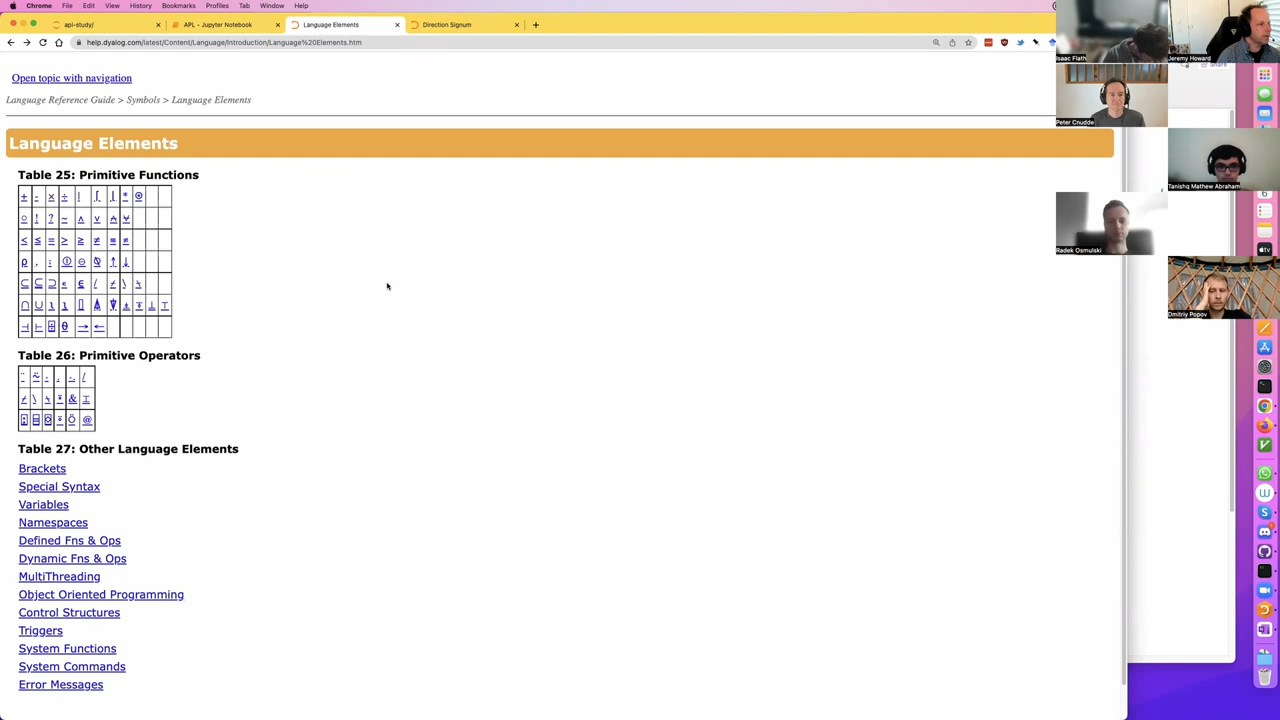 Chrome File Edit View History Bookmarks Profiles Tab Window Help
apl-study/ APL - Jupyter Notebook Language Elements Direction Signum
help.dyalog.com/latest/Content/Language/Introduction/Language%20Elements.htm
Open topic with navigation
Language Reference Guide > Symbols > Language Elements
Language Elements
Table 25: Primitive Functions
Table 26: Primitive Operators
Table 27: Other Language Elements
Brackets
Special Syntax
Variables
Namespaces
Defined Fns & Ops
Dynamic Fns & Ops
MultiThreading
Object Oriented Programming
Control Structures
Triggers
System Functions
System Commands
Error Messages
Isaac Flath
Jeremy Howard
Peter Cnudde
Tanishq Mathew Abraham
Radek Osmulski
Dmitriy Popov
Share